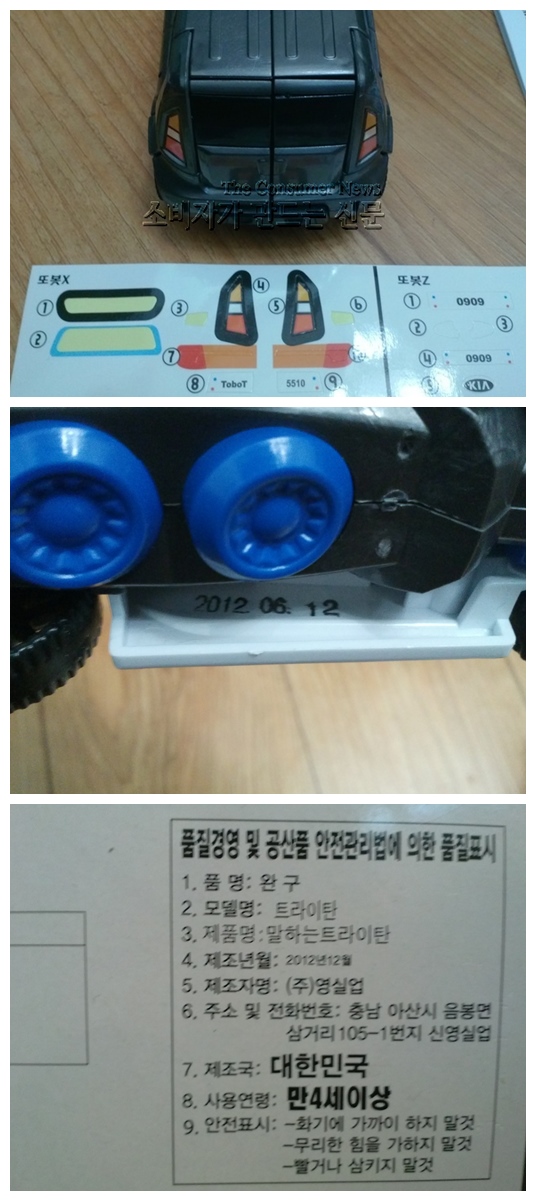 The Consumer News
소비자가 만드는 신문
또봇X
또봇Z
① ② ③ ④ ⑤ ⑥
① 0909
② ③
⑦
④ 0909
⑧ ToboT 5510 ⑨
⑤ KIA
2012. 06. 12
품질경영 및 공산품 안전관리법에 의한 품질표시
1. 품 명: 완 구
2. 모델명: 트라이탄
3. 제품명:말하는트라이탄
4. 제조년월: 2012년12월
5. 제조자명: (주)영실업
6. 주소 및 전화번호: 충남 아산시 음봉면
삼거리105-1번지 신영실업
7. 제조국: 대한민국
8. 사용연령: 만4세이상
9. 안전표시: -화기에 가까이 하지 말것
-무리한 힘을 가하지 말것
-빨거나 삼키지 말것